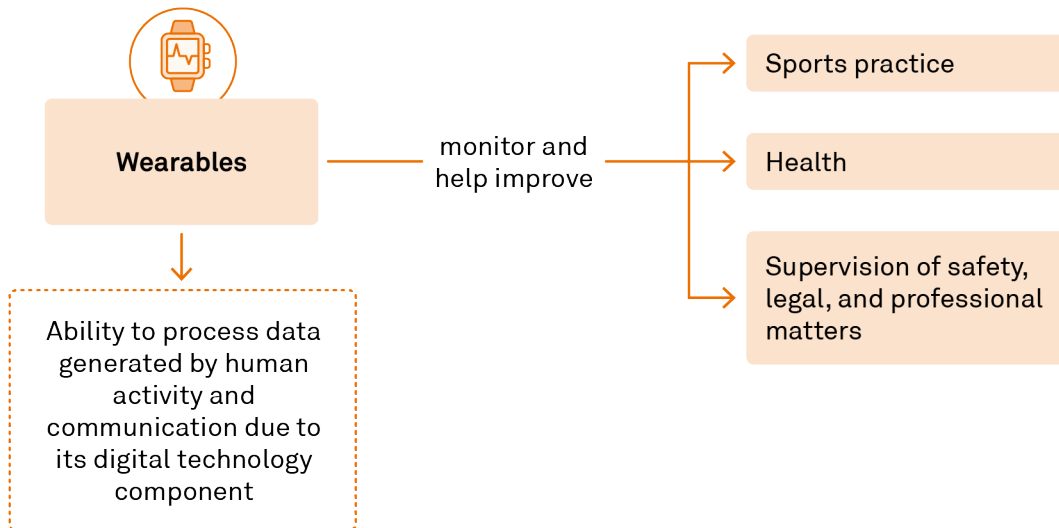 Wearables
monitor and
help improve
Sports practice
Health
Supervision of safety,
legal, and professional
matters
Ability to process data
generated by human
activity and
communication due to
its digital technology
component